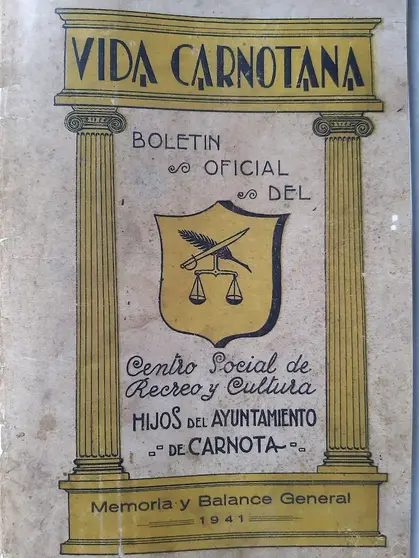 VIDA CARNOTANA
BOLETIN
OFICIAL
DEL
Centro Social de
Recreo y Cultura
HIJOS DEL AYUNTAMIENTO
DE CARNOTA
Memoria y Balance General
1941